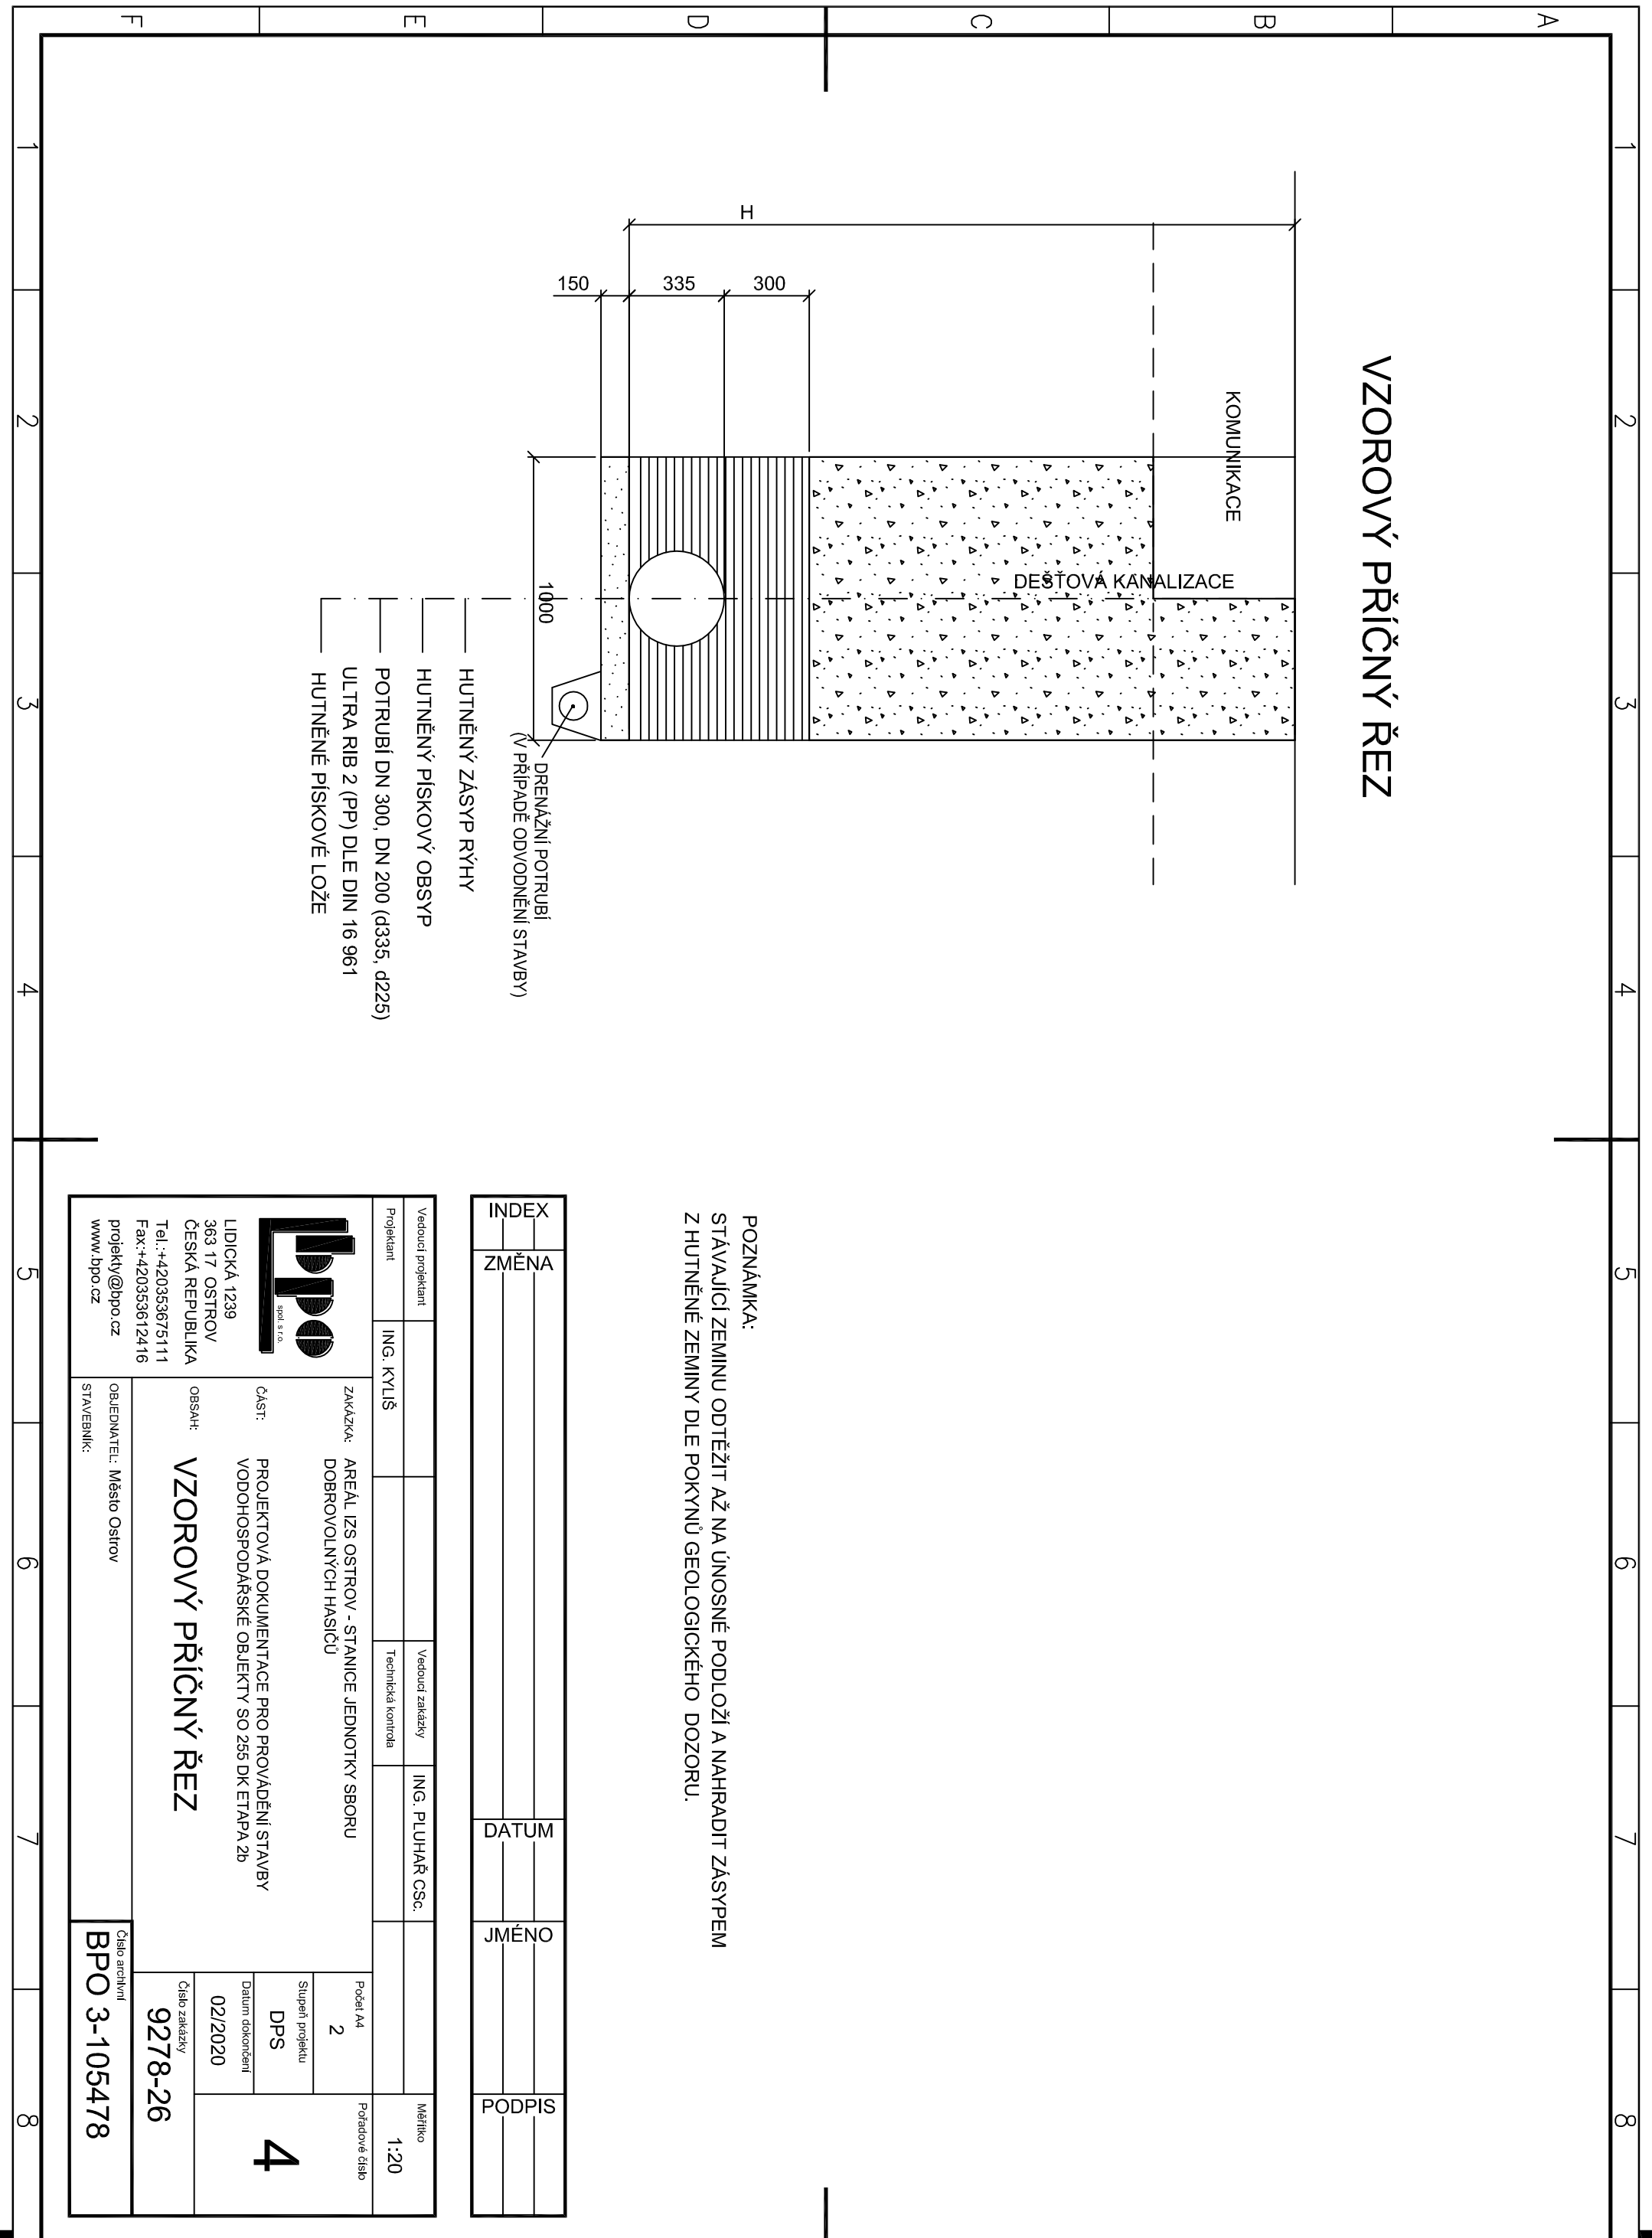 A
B
C
D
E
F
1
2
3
4
5
6
7
8
1
2
3
4
5
6
7
8
VZOROVÝ PŘÍČNÝ ŘEZ
KOMUNIKACE
DEŠŤOVÁ KANALIZACE
H
300
335
150
1000
DRENÁŽNÍ POTRUBÍ
(V PŘÍPADĚ ODVODNĚNÍ STAVBY)
HUTNĚNÝ ZÁSYP RÝHY
HUTNĚNÝ PÍSKOVÝ OBSYP
POTRUBÍ DN 300, DN 200 (d335, d225)
ULTRA RIB 2 (PP) DLE DIN 16 961
HUTNĚNÉ PÍSKOVÉ LOŽE
POZNÁMKA:
STÁVAJÍCÍ ZEMINU ODTĚŽIT AŽ NA ÚNOSNÉ PODLOŽÍ A NAHRADIT ZÁSYPEM
Z HUTNĚNÉ ZEMINY DLE POKYNŮ GEOLOGICKÉHO DOZORU.
INDEX ZMĚNA DATUM JMÉNO PODPIS
Vedoucí projektant Vedoucí zakázky ING. PLUHAŘ CSc. Měřítko
1:20
Projektant ING. KYLIŠ Technická kontrola
bpo
spol. s r.o.
LIDICKÁ 1239
363 17 OSTROV
ČESKÁ REPUBLIKA
Tel.:+420353675111
Fax:+420353612416
projekty@bpo.cz
www.bpo.cz
ZAKÁZKA: AREÁL IZS OSTROV - STANICE JEDNOTKY SBORU
DOBROVOLNÝCH HASIČŮ
ČÁST: PROJEKTOVÁ DOKUMENTACE PRO PROVÁDĚNÍ STAVBY
VODOHOSPODÁŘSKÉ OBJEKTY SO 255 DK ETAPA 2b
OBSAH: VZOROVÝ PŘÍČNÝ ŘEZ
OBJEDNATEL: Město Ostrov
STAVEBNÍK:
Počet A4
2
Stupeň projektu
DPS
Datum dokončení
02/2020
Číslo zakázky
9278-26
Pořadové číslo
4
Číslo archivní
BPO 3-105478